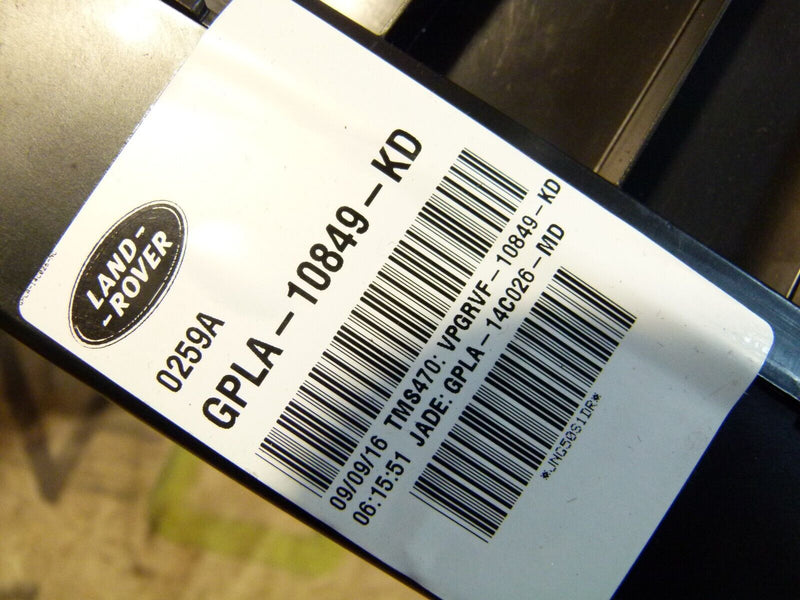 LAND-
-ROVER
0259A
GPLA-10849-KD
09/09/16 TMS470: VPGRVF-10849-KD
06:15:51 JADE: GPLA-14C026-MD
*JNG50S1DR*